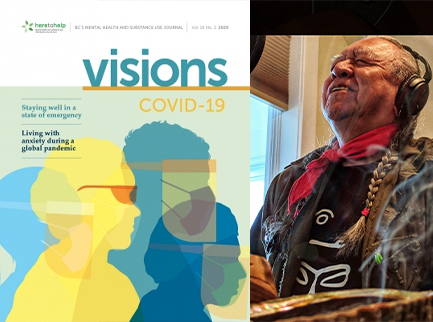 heretohelp
BC'S MENTAL HEALTH AND SUBSTANCE USE JOURNAL
2020
visions
COVID-19
Staying well in a
state of emergency
Living with
anxiety during a
global pandemic